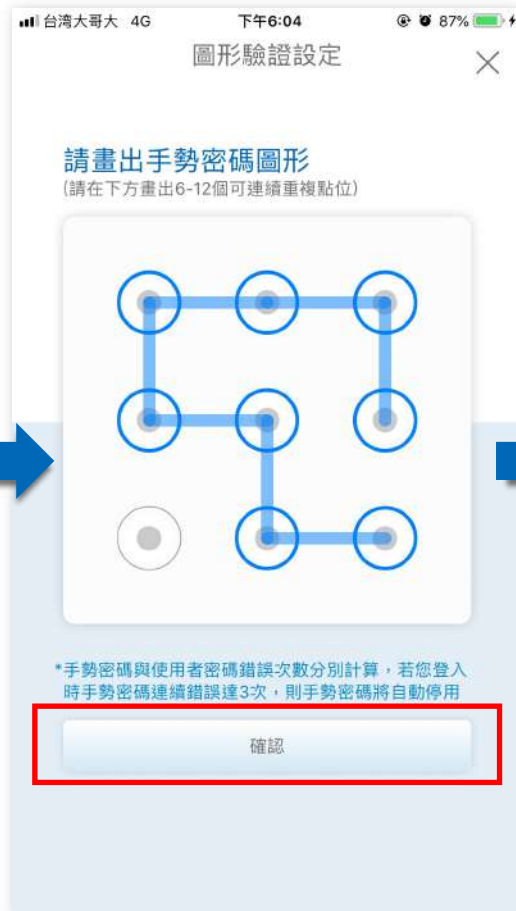 台湾大哥大 4G 下午6:04 87%
圖形驗證設定
請畫出手勢密碼圖形
(請在下方畫出6-12個可連續重複點位)
*手勢密碼與使用者密碼錯誤次數分別計算，若您登入
時手勢密碼連續錯誤達3次，則手勢密碼將自動停用
確認